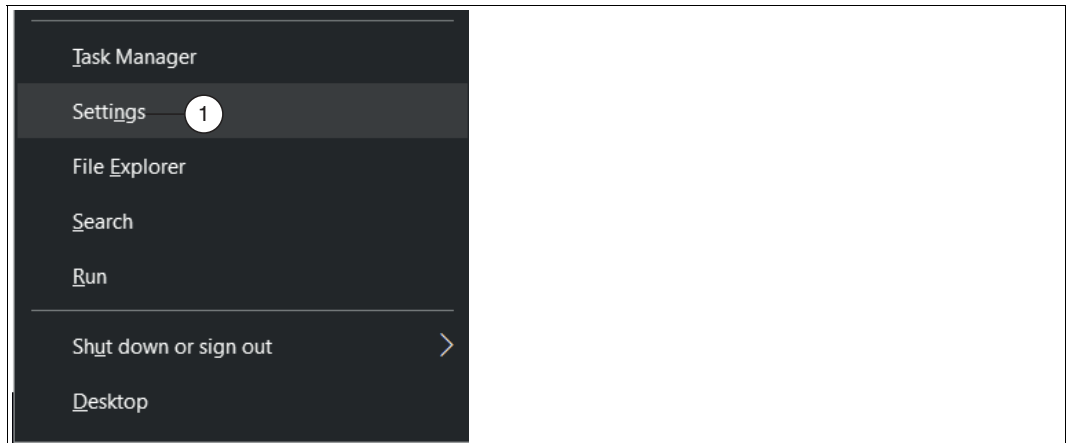 Task Manager
Settings 1
File Explorer
Search
Run
Shut down or sign out
Desktop